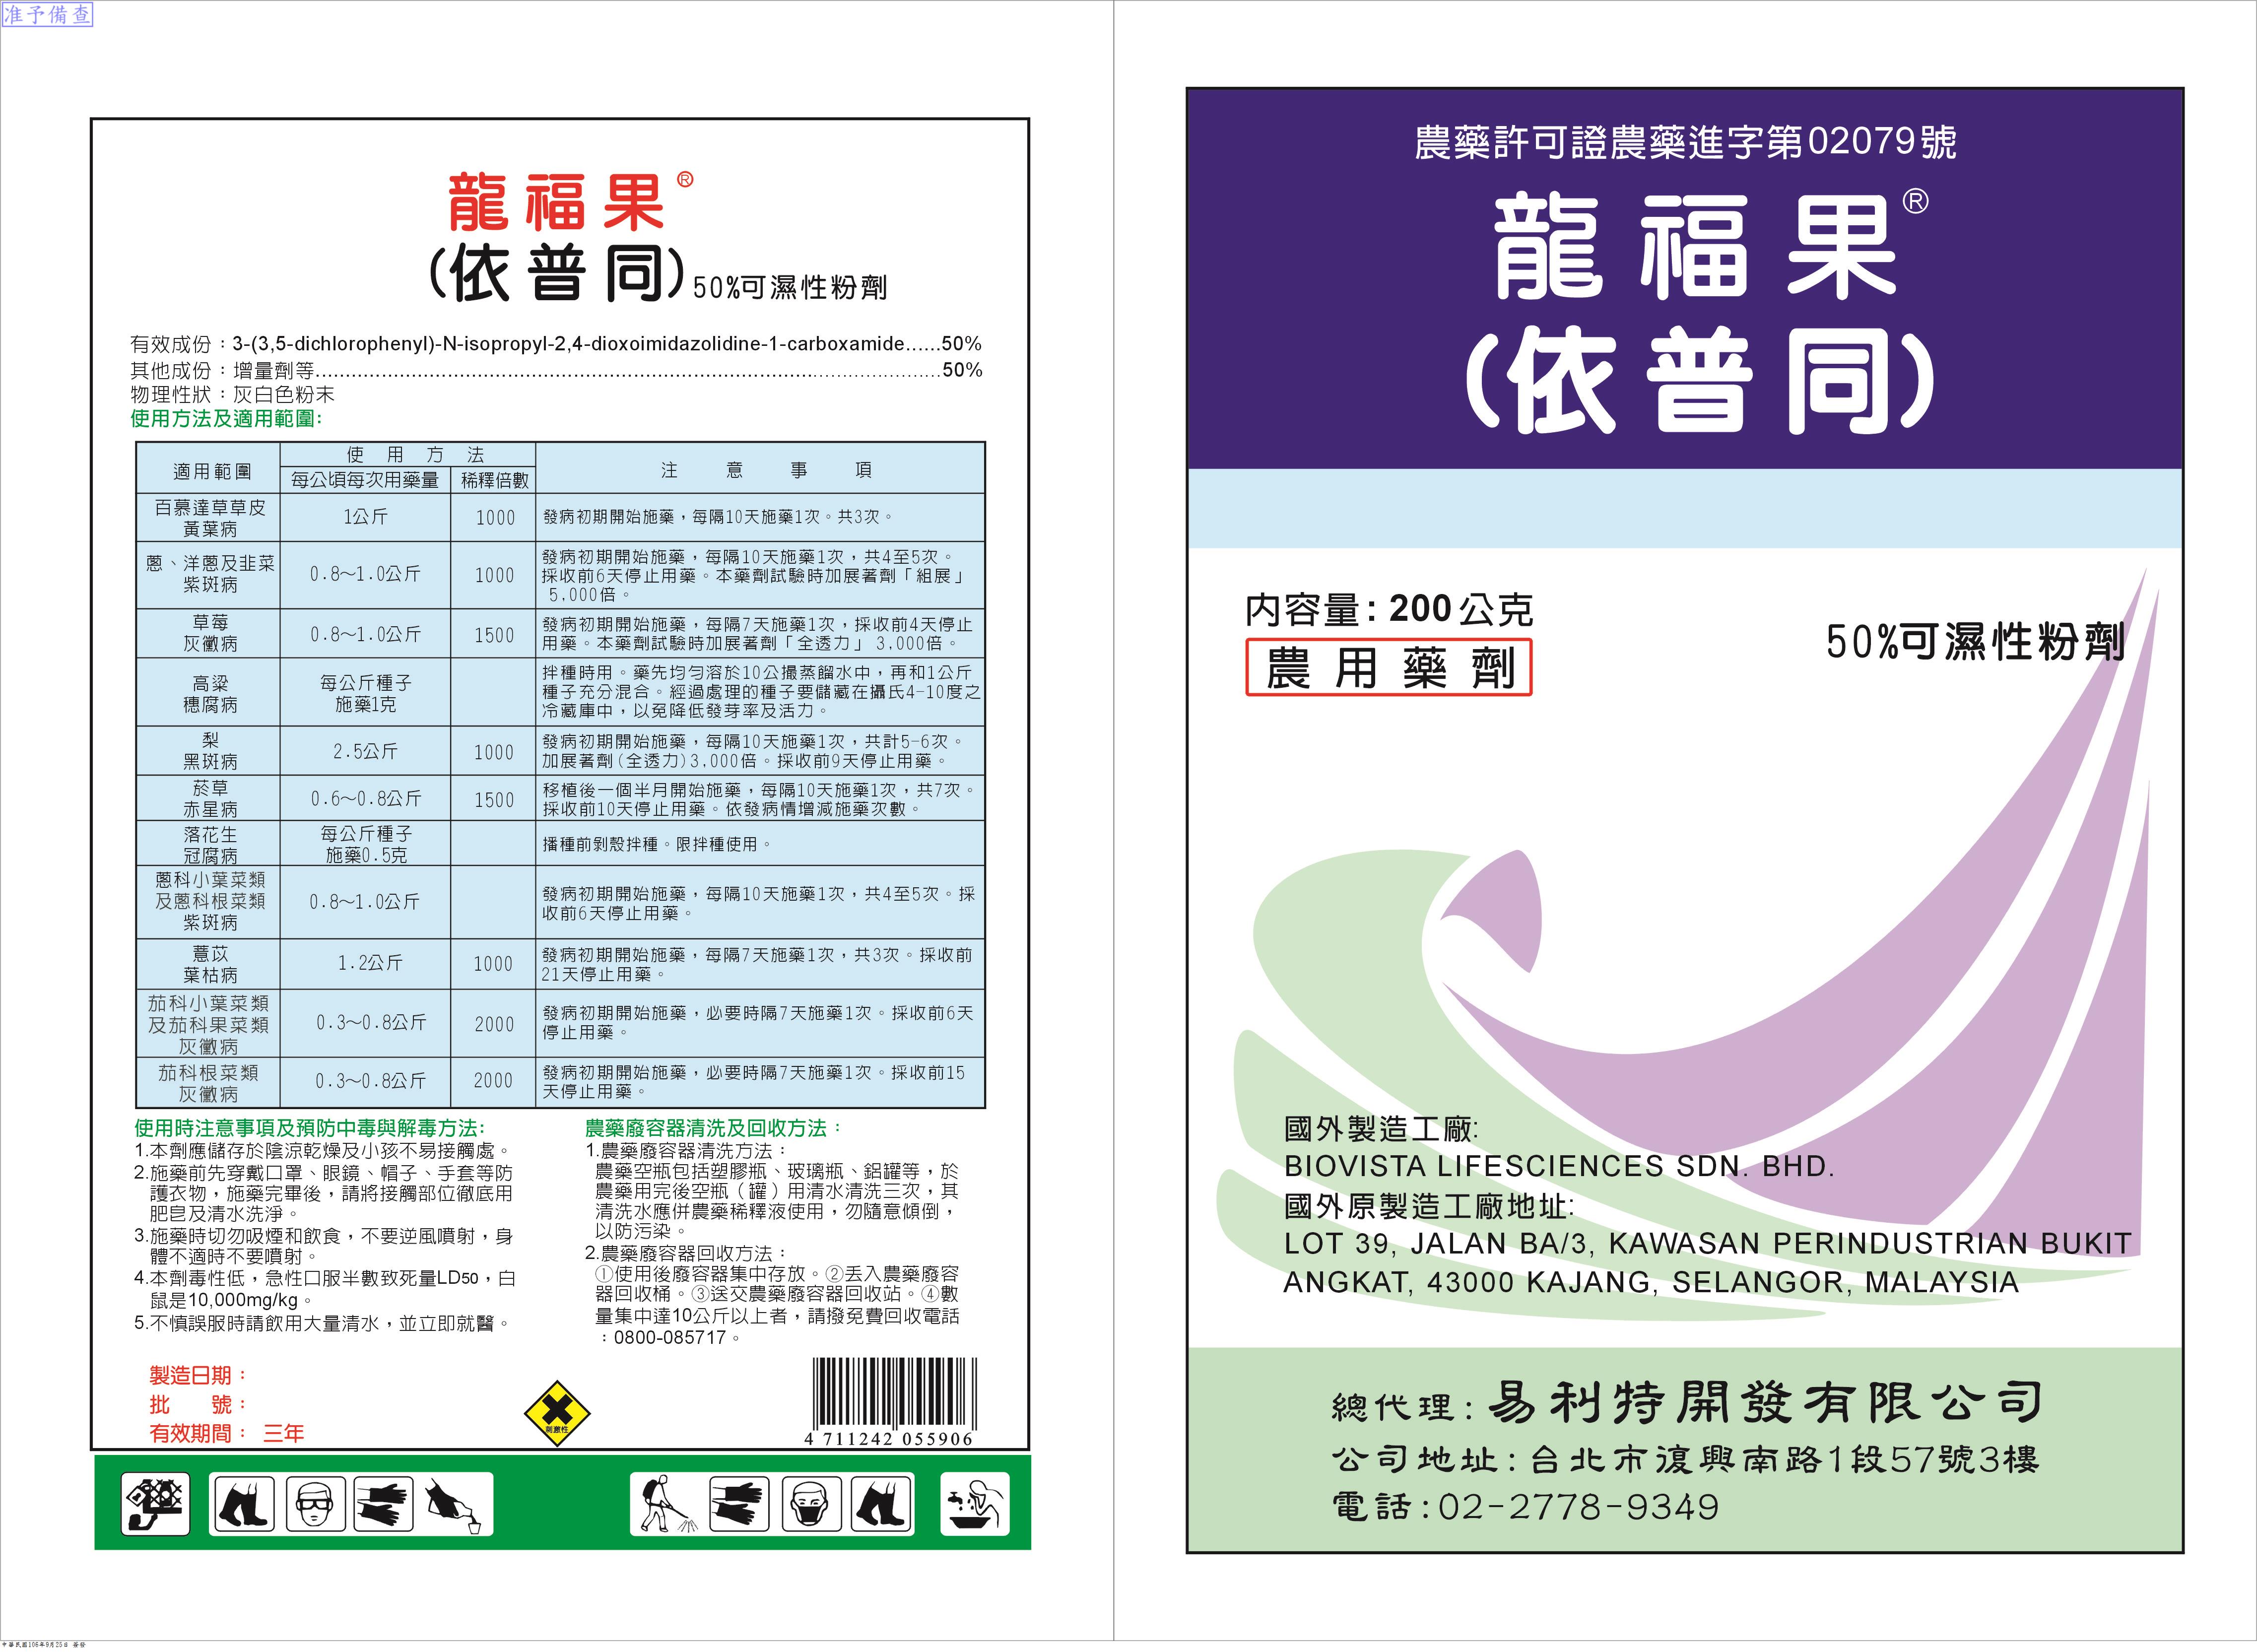 准予備查
龍福果®
(依普同)50%可濕性粉劑
有效成份：3-(3,5-dichlorophenyl)-N-isopropyl-2,4-dioxoimidazolidine-1-carboxamide......50%
其他成份：增量劑等..........................................................................................................50%
物理性狀：灰白色粉末
使用方法及適用範圍:
適用範圍 使用方法 注意事項
每公頃每次用藥量 稀釋倍數
百慕達草草皮
黃葉病
1公斤 1000 發病初期開始施藥，每隔10天施藥1次。共3次。
蔥、洋蔥及韭菜
紫斑病
0.8～1.0公斤 1000
發病初期開始施藥，每隔10天施藥1次，共4至5次。
採收前6天停止用藥。本藥劑試驗時加展著劑「組展」
5,000倍。
草莓
灰黴病
0.8～1.0公斤 1500
發病初期開始施藥，每隔7天施藥1次，採收前4天停止
用藥。本藥劑試驗時加展著劑「全透力」 3,000倍。
高粱
穗腐病
每公斤種子
施藥1克
拌種時用。藥先均勻溶於10公撮蒸餾水中，再和1公斤
種子充分混合。經過處理的種子要儲藏在攝氏4-10度之
冷藏庫中，以免降低發芽率及活力。
梨
黑斑病
2.5公斤 1000
發病初期開始施藥，每隔10天施藥1次，共計5-6次。
加展著劑(全透力)3,000倍。採收前9天停止用藥。
菸草
赤星病
0.6～0.8公斤 1500
移植後一個半月開始施藥，每隔10天施藥1次，共7次。
採收前10天停止用藥。依發病情增減施藥次數。
落花生
冠腐病
每公斤種子
施藥0.5克
播種前剝殼拌種。限拌種使用。
蔥科小葉菜類
及蔥科根菜類
紫斑病
0.8～1.0公斤
發病初期開始施藥，每隔10天施藥1次，共4至5次。採
收前6天停止用藥。
薏苡
葉枯病
1.2公斤 1000
發病初期開始施藥，每隔7天施藥1次，共3次。採收前
21天停止用藥。
茄科小葉菜類
及茄科果菜類
灰黴病
0.3～0.8公斤 2000
發病初期開始施藥，必要時隔7天施藥1次。採收前6天
停止用藥。
茄科根菜類
灰黴病
0.3～0.8公斤 2000
發病初期開始施藥，必要時隔7天施藥1次。採收前15
天停止用藥。
使用時注意事項及預防中毒與解毒方法:
1.本劑應儲存於陰涼乾燥及小孩不易接觸處。
2.施藥前先穿戴口罩、眼鏡、帽子、手套等防
護衣物，施藥完畢後，請將接觸部位徹底用
肥皂及清水洗淨。
3.施藥時切勿吸煙和飲食，不要逆風噴射，身
體不適時不要噴射。
4.本劑毒性低，急性口服半數致死量LD50，白
鼠是10,000mg/kg。
5.不慎誤服時請飲用大量清水，並立即就醫。
農藥廢容器清洗及回收方法：
1.農藥廢容器清洗方法：
農藥空瓶包括塑膠瓶、玻璃瓶、鋁罐等，於
農藥用完後空瓶（罐）用清水清洗三次，其
清洗水應併農藥稀釋液使用，勿隨意傾倒，
以防污染。
2.農藥廢容器回收方法：
①使用後廢容器集中存放。②丟入農藥廢容
器回收桶。③送交農藥廢容器回收站。④數
量集中達10公斤以上者，請撥免費回收電話
：0800-085717。
製造日期：
批號：
有效期間：三年
刺激性
4 711242 055906
農藥許可證農藥進字第02079號
龍福果®
(依普同)
內容量: 200公克
農用藥劑
50%可濕性粉劑
國外製造工廠:
BIOVISTA LIFESCIENCES SDN. BHD.
國外原製造工廠地址:
LOT 39, JALAN BA/3, KAWASAN PERINDUSTRIAN BUKIT
ANGKAT, 43000 KAJANG, SELANGOR, MALAYSIA
總代理:易利特開發有限公司
公司地址:台北市復興南路1段57號3樓
電話:02-2778-9349
中華民國106年9月25日 簽發